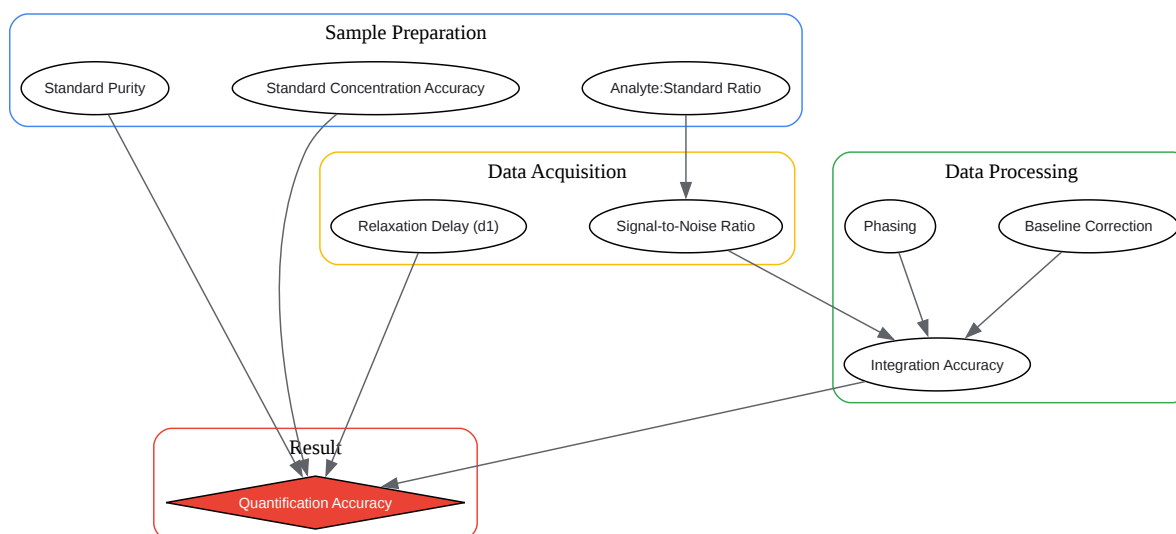 Sample Preparation
Standard Purity
Standard Concentration Accuracy
Analyte:Standard Ratio
Data Acquisition
Data Processing
Relaxation Delay (d1)
Signal-to-Noise Ratio
Phasing
Baseline Correction
Integration Accuracy
Result
Quantification Accuracy